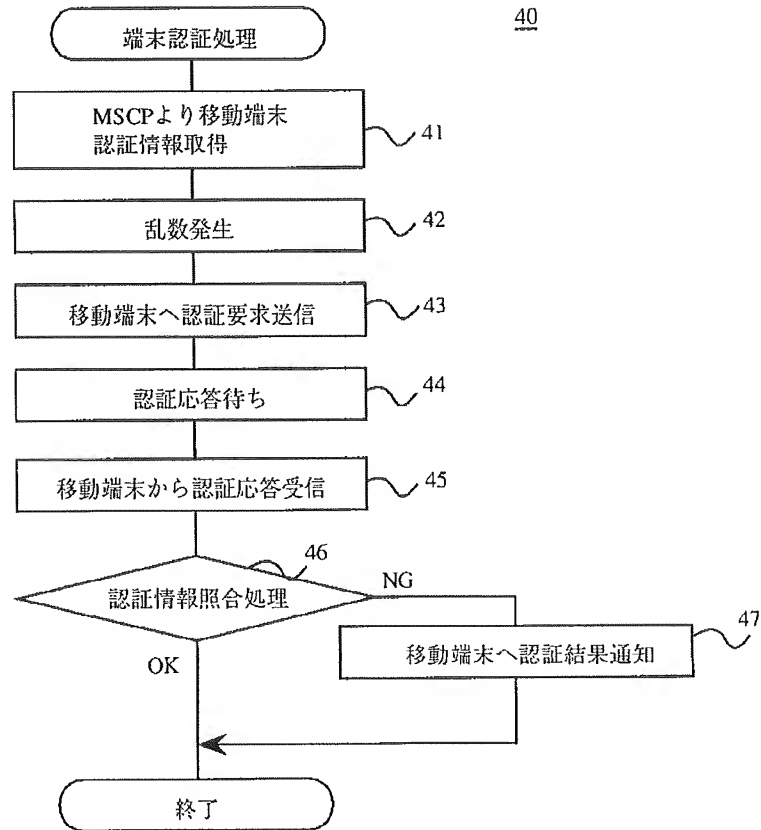 40
端末認証処理
MSCPより移動端末
認証情報取得
41
乱数発生
42
移動端末へ認証要求送信
43
認証応答待ち
44
移動端末から認証応答受信
45
46
認証情報照合処理
NG
OK
移動端末へ認証結果通知
47
終了